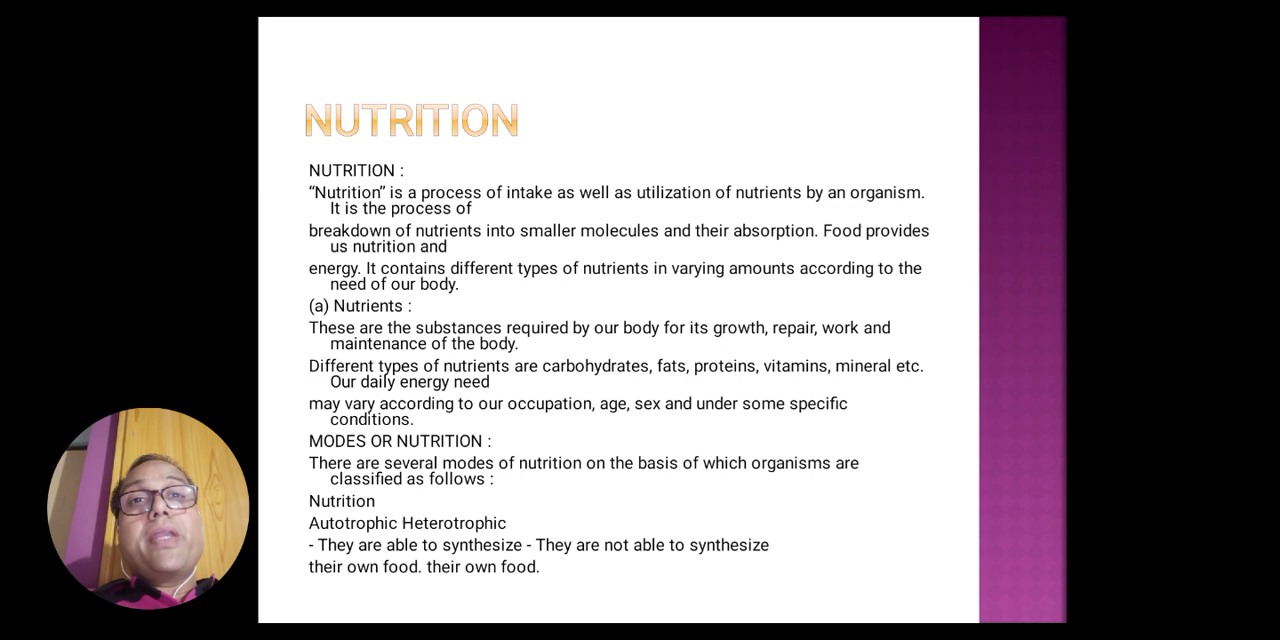 NUTRITION
NUTRITION :
“Nutrition” is a process of intake as well as utilization of nutrients by an organism.
It is the process of
breakdown of nutrients into smaller molecules and their absorption. Food provides
us nutrition and
energy. It contains different types of nutrients in varying amounts according to the
need of our body.
(a) Nutrients :
These are the substances required by our body for its growth, repair, work and
maintenance of the body.
Different types of nutrients are carbohydrates, fats, proteins, vitamins, mineral etc.
Our daily energy need
may vary according to our occupation, age, sex and under some specific
conditions.
MODES OR NUTRITION :
There are several modes of nutrition on the basis of which organisms are
classified as follows :
Nutrition
Autotrophic Heterotrophic
- They are able to synthesize - They are not able to synthesize
their own food. their own food.